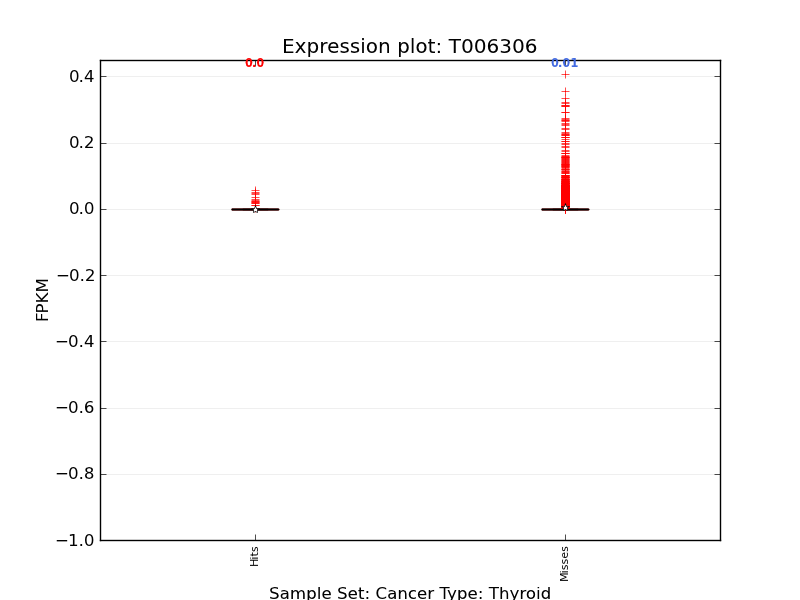 Expression plot: T006306
0.0
0.01
0.4
0.2
0.0
−0.2
−0.4
−0.6
−0.8
−1.0
FPKM
Hits
Misses
Sample Set: Cancer Type: Thyroid